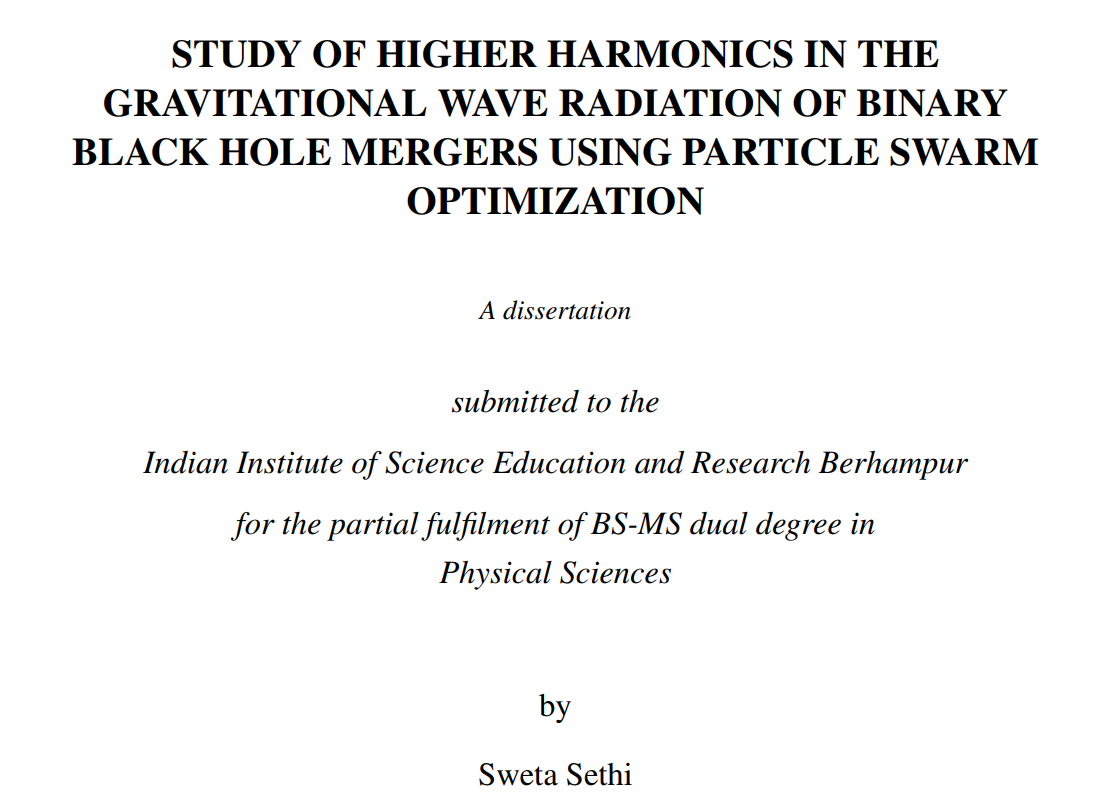 STUDY OF HIGHER HARMONICS IN THE
GRAVITATIONAL WAVE RADIATION OF BINARY
BLACK HOLE MERGERS USING PARTICLE SWARM
OPTIMIZATION
A dissertation
submitted to the
Indian Institute of Science Education and Research Berhampur
for the partial fulfilment of BS-MS dual degree in
Physical Sciences
by
Sweta Sethi